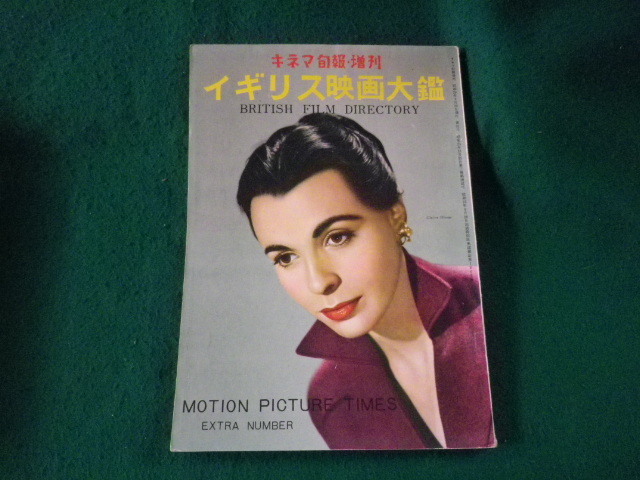 キネマ旬報・増刊
イギリス映画大鑑
BRITISH FILM DIRECTORY
MOTION PICTURE TIMES
EXTRA NUMBER